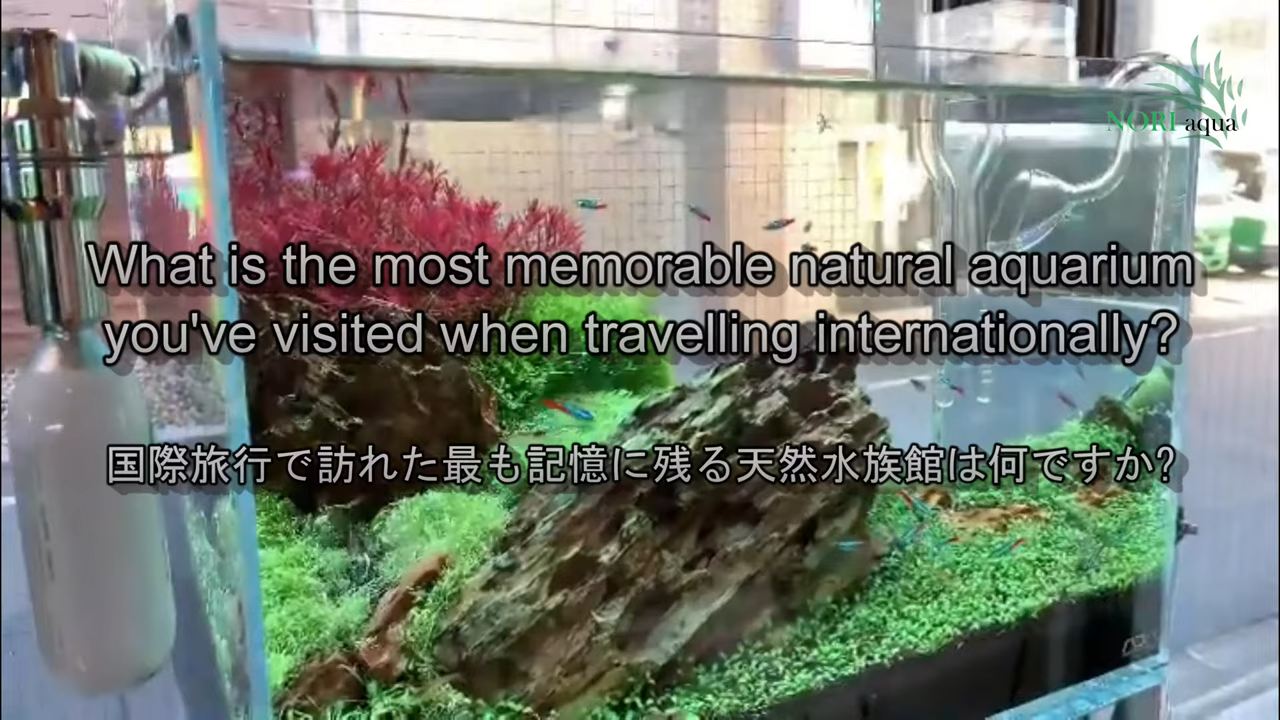 NORI aqua
What is the most memorable natural aquarium
you've visited when travelling internationally?
国際旅行で訪れた最も記憶に残る天然水族館は何ですか?